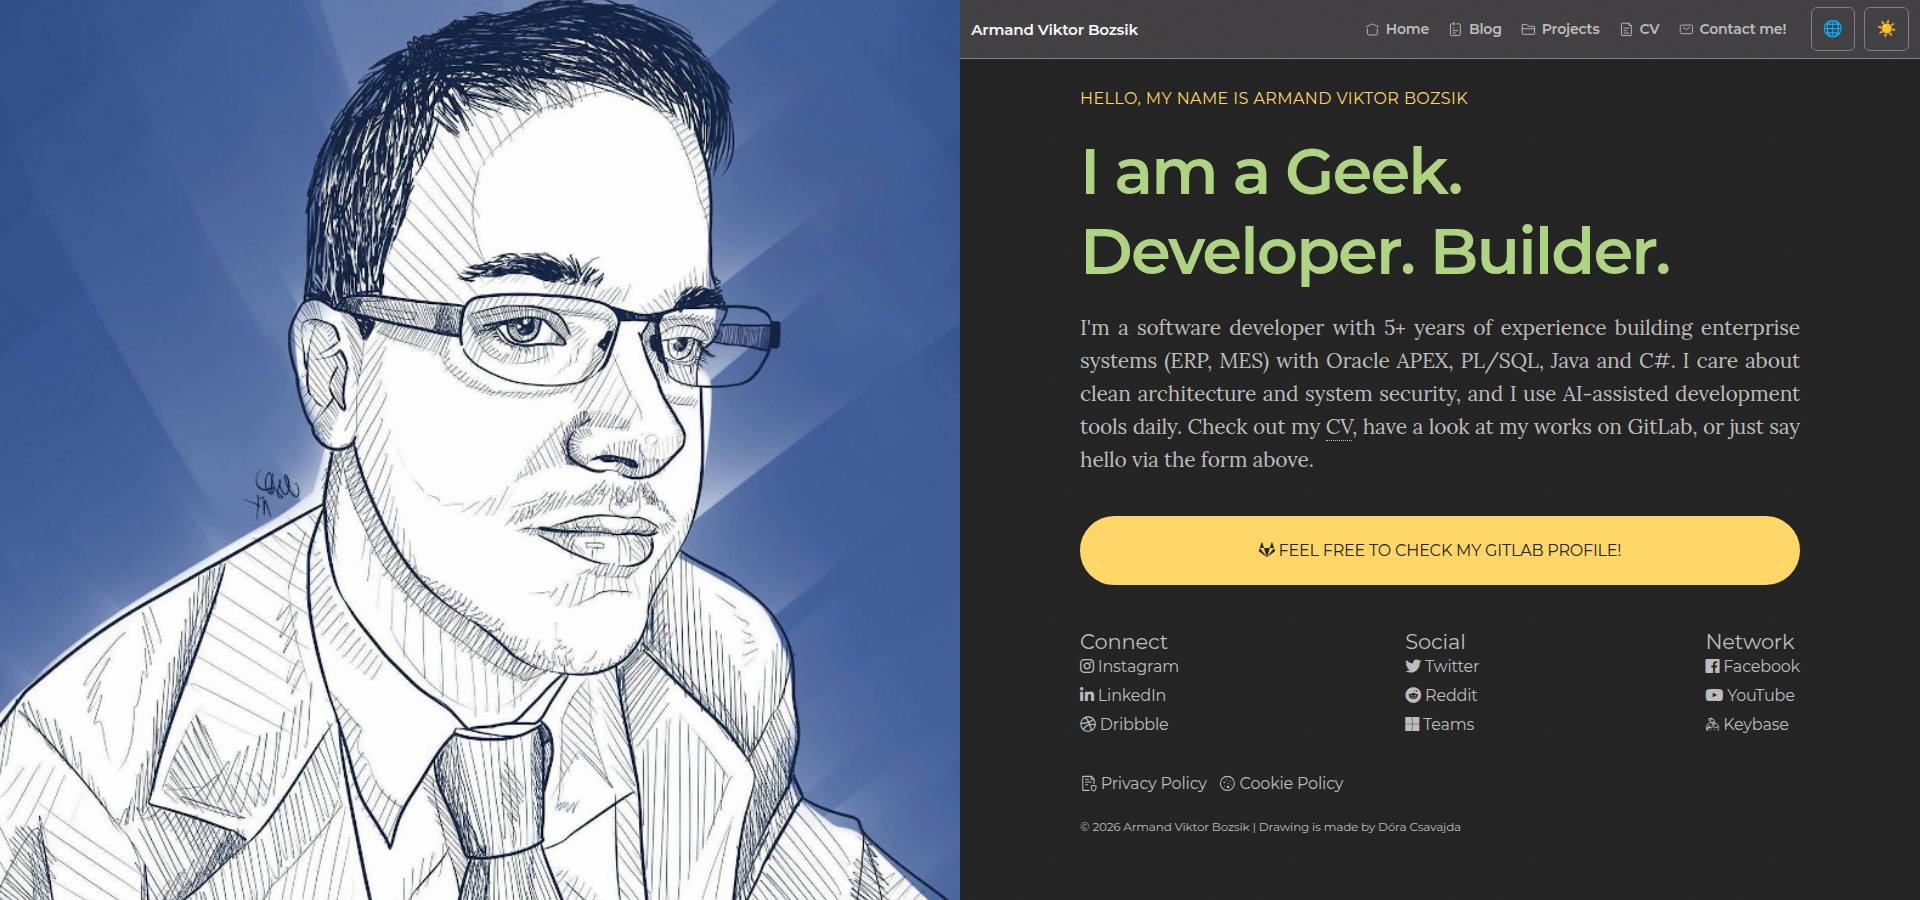 Armand Viktor Bozsik
Home Blog Projects CV Contact me!
HELLO, MY NAME IS ARMAND VIKTOR BOZSIK
I am a Geek.
Developer. Builder.
I'm a software developer with 5+ years of experience building enterprise
systems (ERP, MES) with Oracle APEX, PL/SQL, Java and C#. I care about
clean architecture and system security, and I use AI-assisted development
tools daily. Check out my CV, have a look at my works on GitLab, or just say
hello via the form above.
FEEL FREE TO CHECK MY GITLAB PROFILE!
Connect
Instagram
LinkedIn
Dribbble
Social
Twitter
Reddit
Teams
Network
Facebook
YouTube
Keybase
Privacy Policy Cookie Policy
© 2026 Armand Viktor Bozsik | Drawing is made by Dóra Csavajda